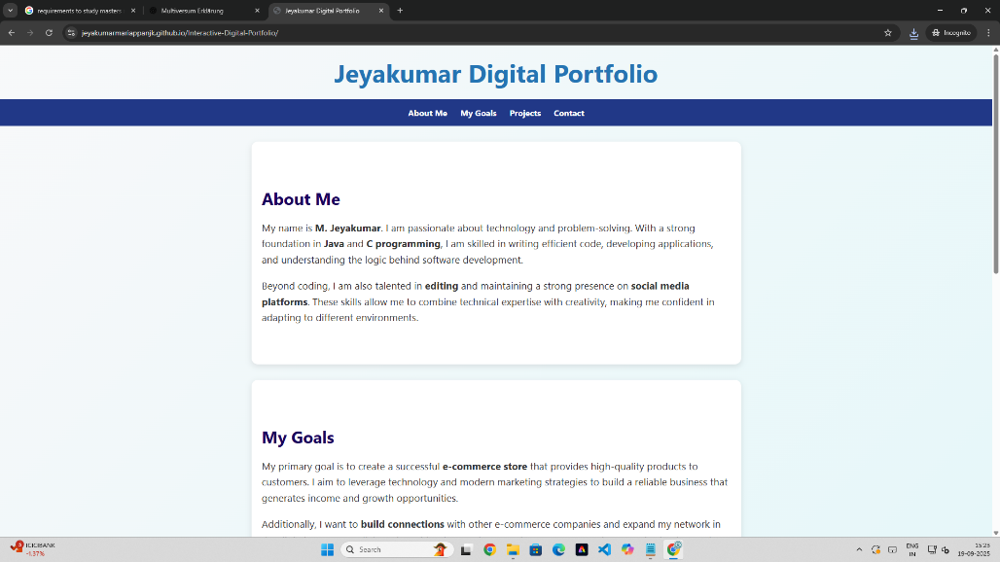 requirements to study masters
Multiversum Erklärung
Jeyakumar Digital Portfolio
jeyakumarmariappanjk.github.io/Interactive-Digital-Portfolio/
Incognito
Jeyakumar Digital Portfolio
About Me My Goals Projects Contact
About Me
My name is M. Jeyakumar. I am passionate about technology and problem-solving. With a strong
foundation in Java and C programming, I am skilled in writing efficient code, developing applications,
and understanding the logic behind software development.
Beyond coding, I am also talented in editing and maintaining a strong presence on social media
platforms. These skills allow me to combine technical expertise with creativity, making me confident in
adapting to different environments.
My Goals
My primary goal is to create a successful e-commerce store that provides high-quality products to
customers. I aim to leverage technology and modern marketing strategies to build a reliable business that
generates income and growth opportunities.
Additionally, I want to build connections with other e-commerce companies and expand my network in
ICICIBANK
-1.37%
Search
ENG
IN
15:25
19-09-2025